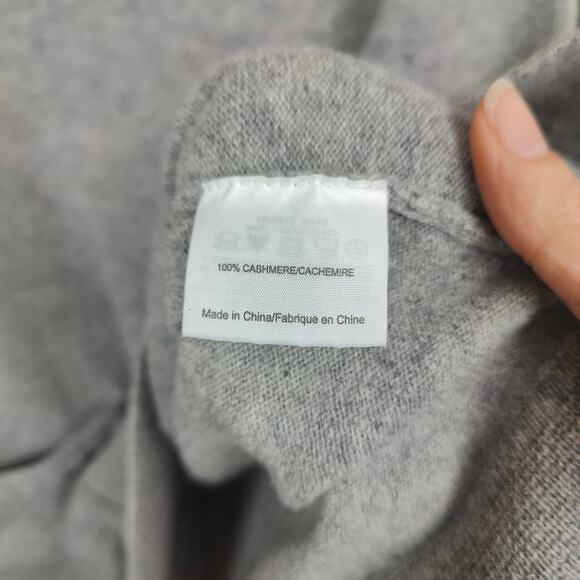 100% CASHMERE/CACHEMIRE
Made in China/Fabrique en Chine